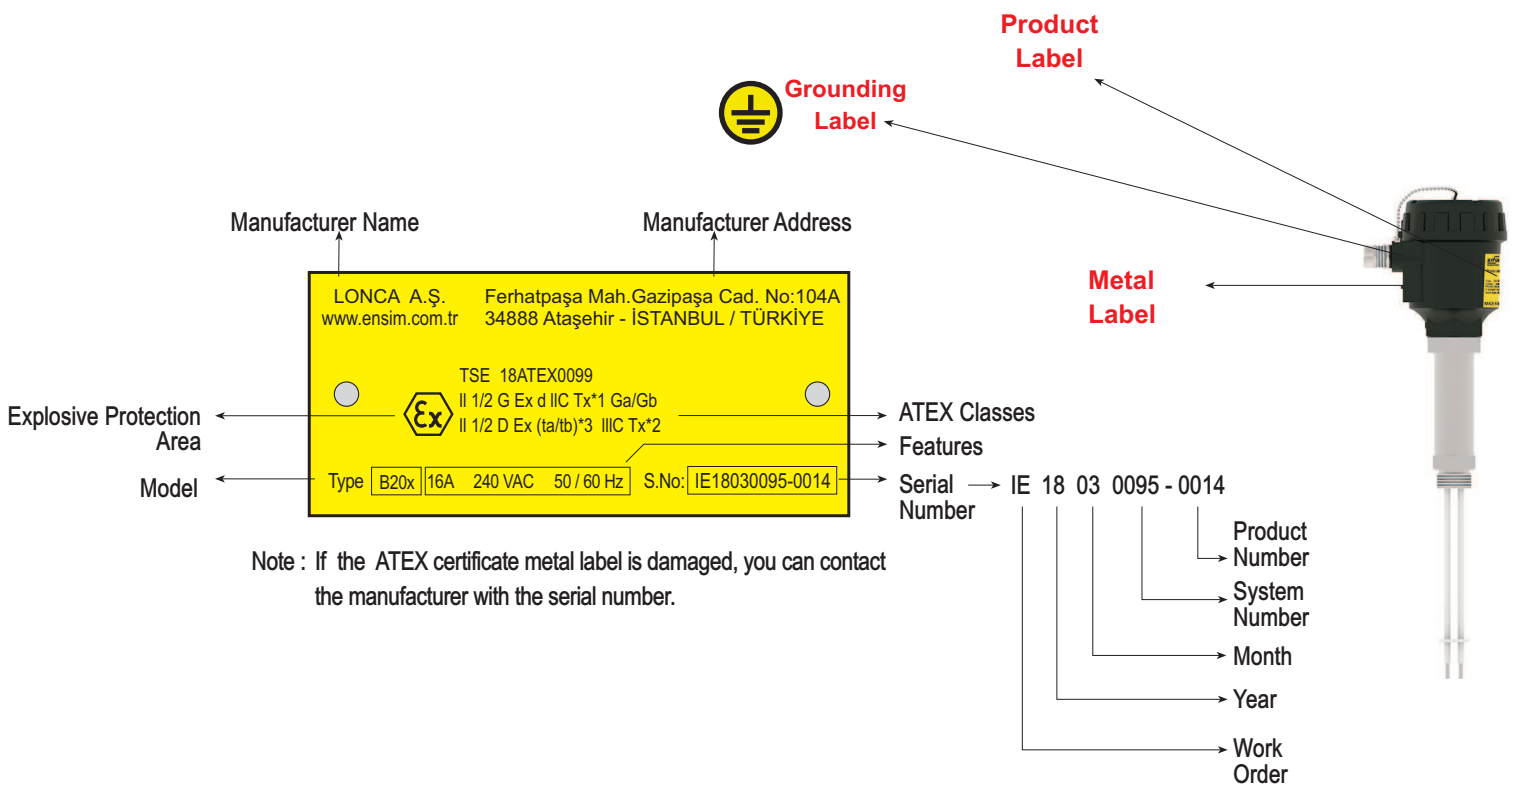 Product
Label
Grounding
Label
Manufacturer Name
Manufacturer Address
Metal
Label
LONCA A.Ş.
www.ensim.com.tr
Ferhatpaşa Mah.Gazipaşa Cad. No:104A
34888 Ataşehir - İSTANBUL / TÜRKİYE
TSE 18ATEX0099
II 1/2 G Ex d IIC Tx*1 Ga/Gb
II 1/2 D Ex (ta/tb)*3 IIIC Tx*2
Ex
Explosive Protection
Area
ATEX Classes
Features
Model
Type B20x 16A 240 VAC 50 / 60 Hz S.No: IE18030095-0014
Serial
Number
IE 18 03 0095 - 0014
Product
Number
System
Number
Month
Year
Work
Order
Note : If the ATEX certificate metal label is damaged, you can contact
the manufacturer with the serial number.